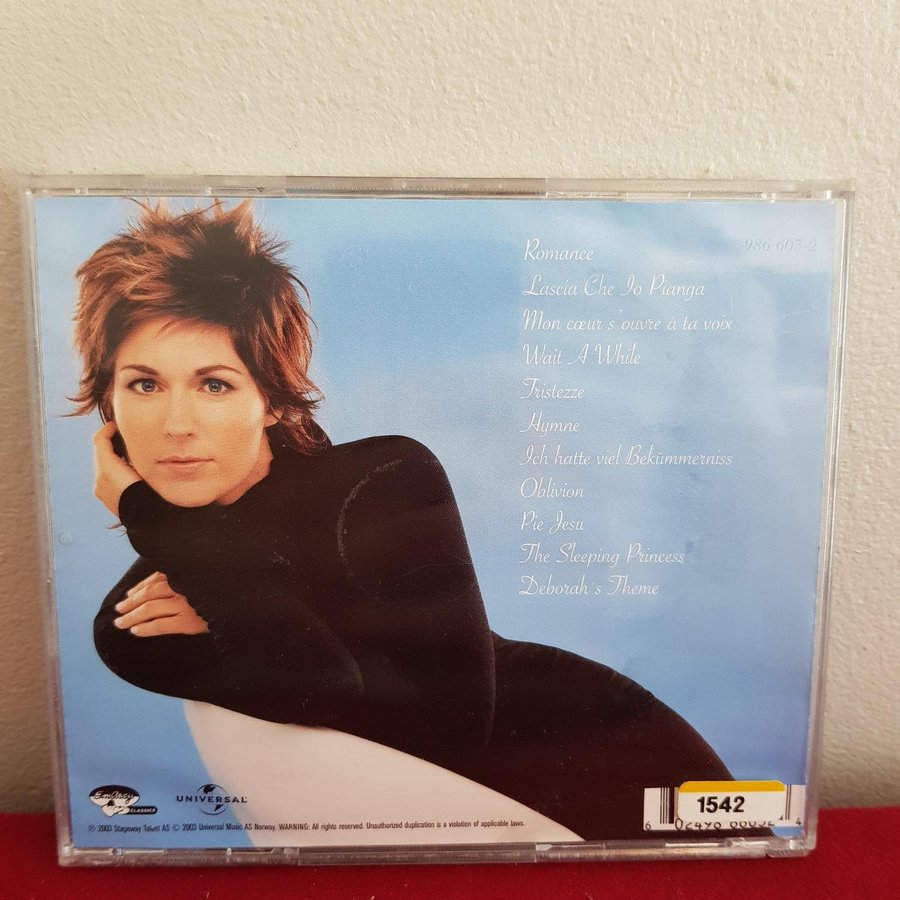 986 603-2
Romance
Lascia Che Io Pianga
Mon cœur s'ouvre à ta voix
Wait A While
Tristezze
Hymne
Ich hatte viel Bekümmerniss
Oblivion
Pie Jesu
The Sleeping Princess
Deborah´s Theme
EmArcy
CLASSICS
UNIVERSAL
1542
℗ 2003 Stageway Talent AS © 2003 Universal Music AS Norway. WARNING: All rights reserved. Unauthorized duplication is a violation of applicable laws.